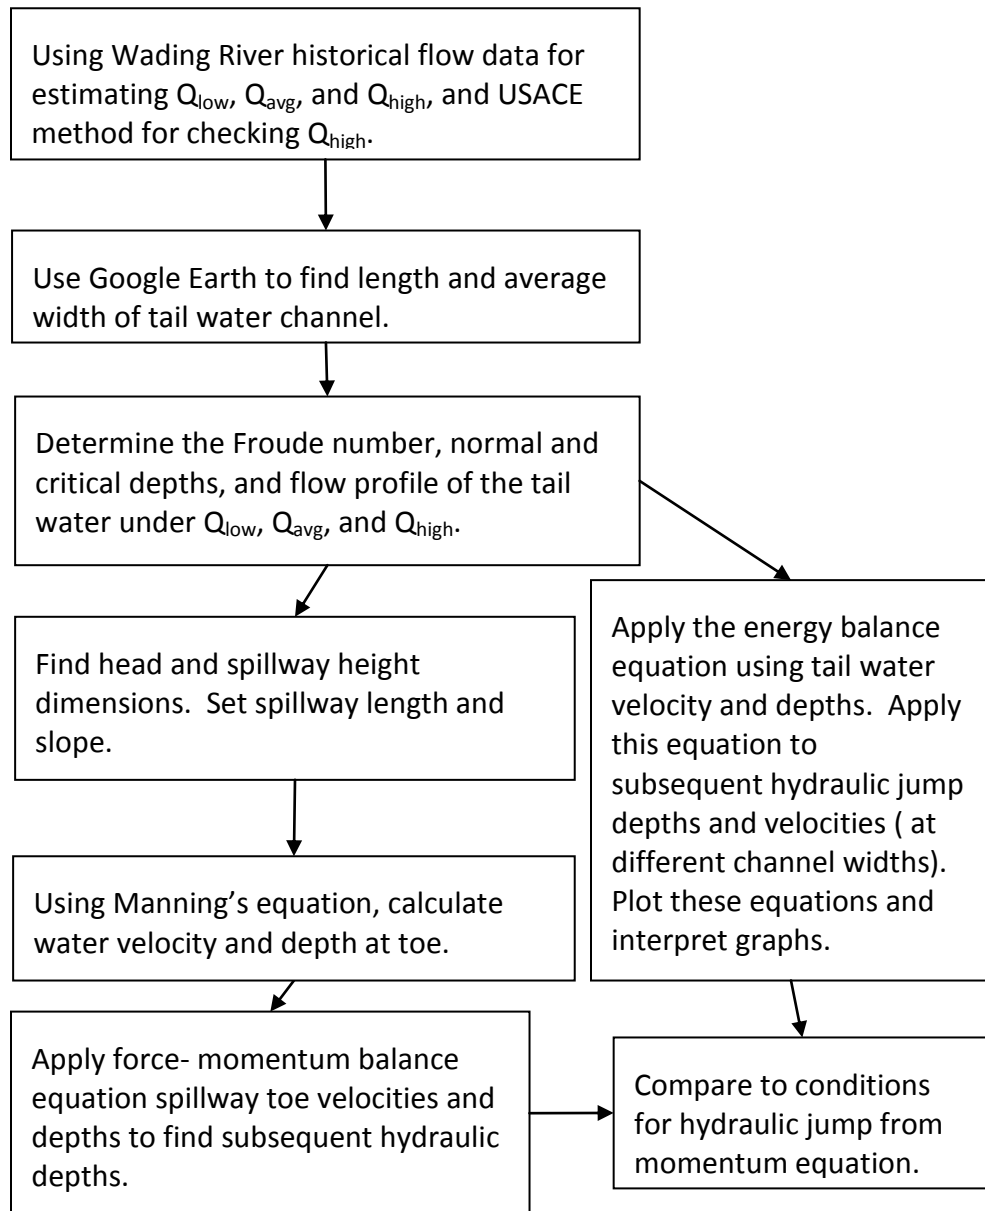 Using Wading River historical flow data for
estimating Qlow, Qavg, and Qhigh, and USACE
method for checking Qhigh.
Use Google Earth to find length and average
width of tail water channel.
Determine the Froude number, normal and
critical depths, and flow profile of the tail
water under Qlow, Qavg, and Qhigh.
Find head and spillway height
dimensions. Set spillway length and
slope.
Using Manning’s equation, calculate
water velocity and depth at toe.
Apply force- momentum balance
equation spillway toe velocities and
depths to find subsequent hydraulic
depths.
Apply the energy balance
equation using tail water
velocity and depths. Apply
this equation to
subsequent hydraulic jump
depths and velocities ( at
different channel widths).
Plot these equations and
interpret graphs.
Compare to conditions
for hydraulic jump from
momentum equation.